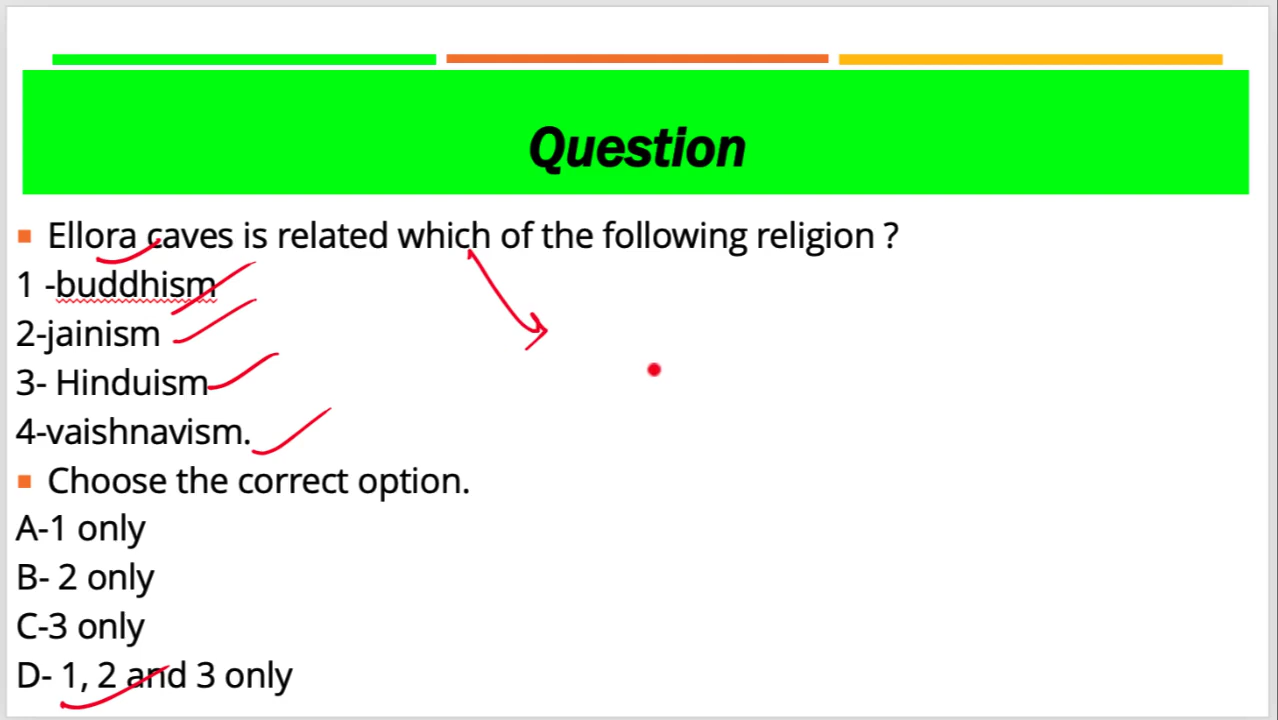 Question
Ellora caves is related which of the following religion ?
1 -buddhism
2-jainism
3- Hinduism
4-vaishnavism.
Choose the correct option.
A-1 only
B- 2 only
C-3 only
D- 1, 2 and 3 only